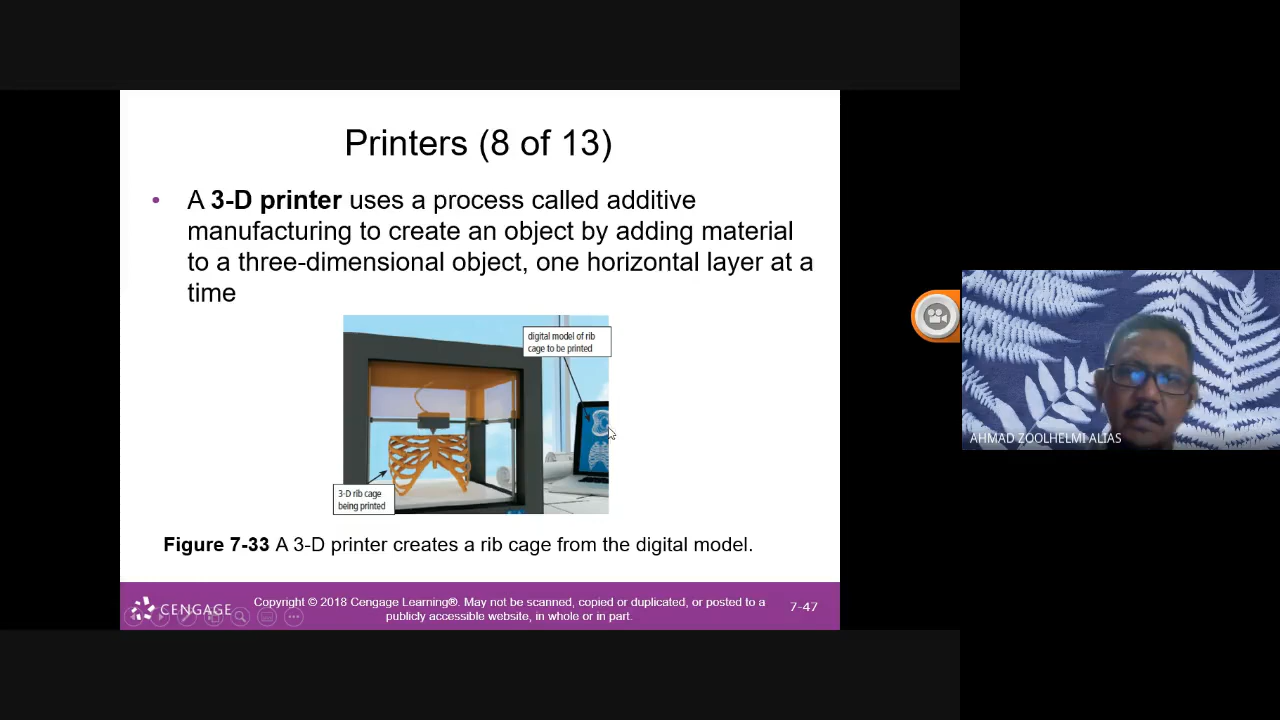 Printers (8 of 13)
• A 3-D printer uses a process called additive
manufacturing to create an object by adding material
to a three-dimensional object, one horizontal layer at a
time
digital model of rib
cage to be printed
3-D rib cage
being printed
Figure 7-33 A 3-D printer creates a rib cage from the digital model.
CENGAGE
Copyright © 2018 Cengage Learning®. May not be scanned, copied or duplicated, or posted to a
publicly accessible website, in whole or in part.
7-47
AHMAD ZOOLHELMI ALIAS